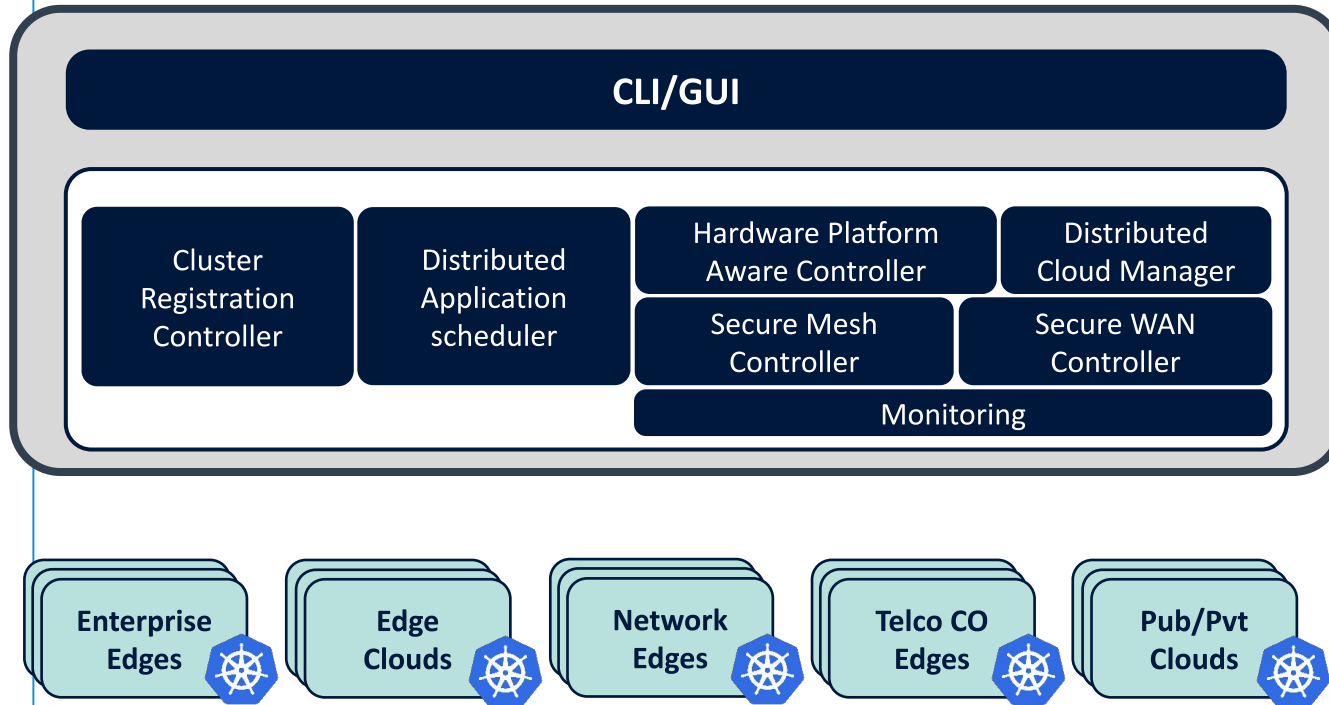 CLI/GUI
Cluster
Registration
Controller
Distributed
Application
scheduler
Hardware Platform
Aware Controller
Distributed
Cloud Manager
Secure Mesh
Controller
Secure WAN
Controller
Monitoring
Enterprise
Edges
Edge
Clouds
Network
Edges
Telco CO
Edges
Pub/Pvt
Clouds